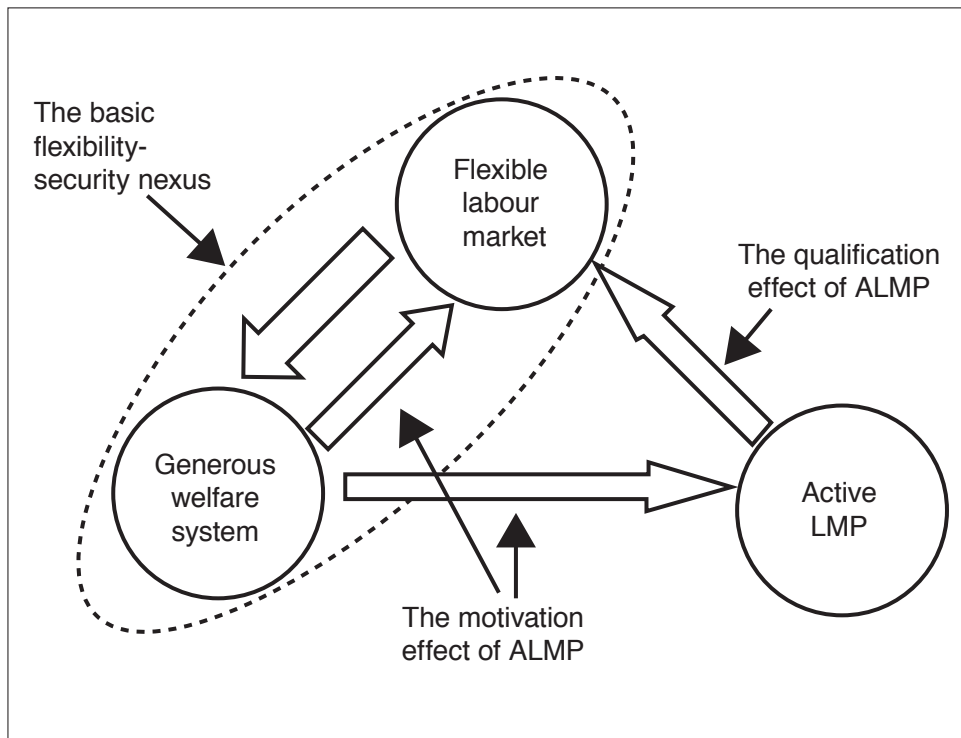 The basic
flexibility-
security nexus
Flexible
labour
market
The qualification
effect of ALMP
Generous
welfare
system
Active
LMP
The motivation
effect of ALMP